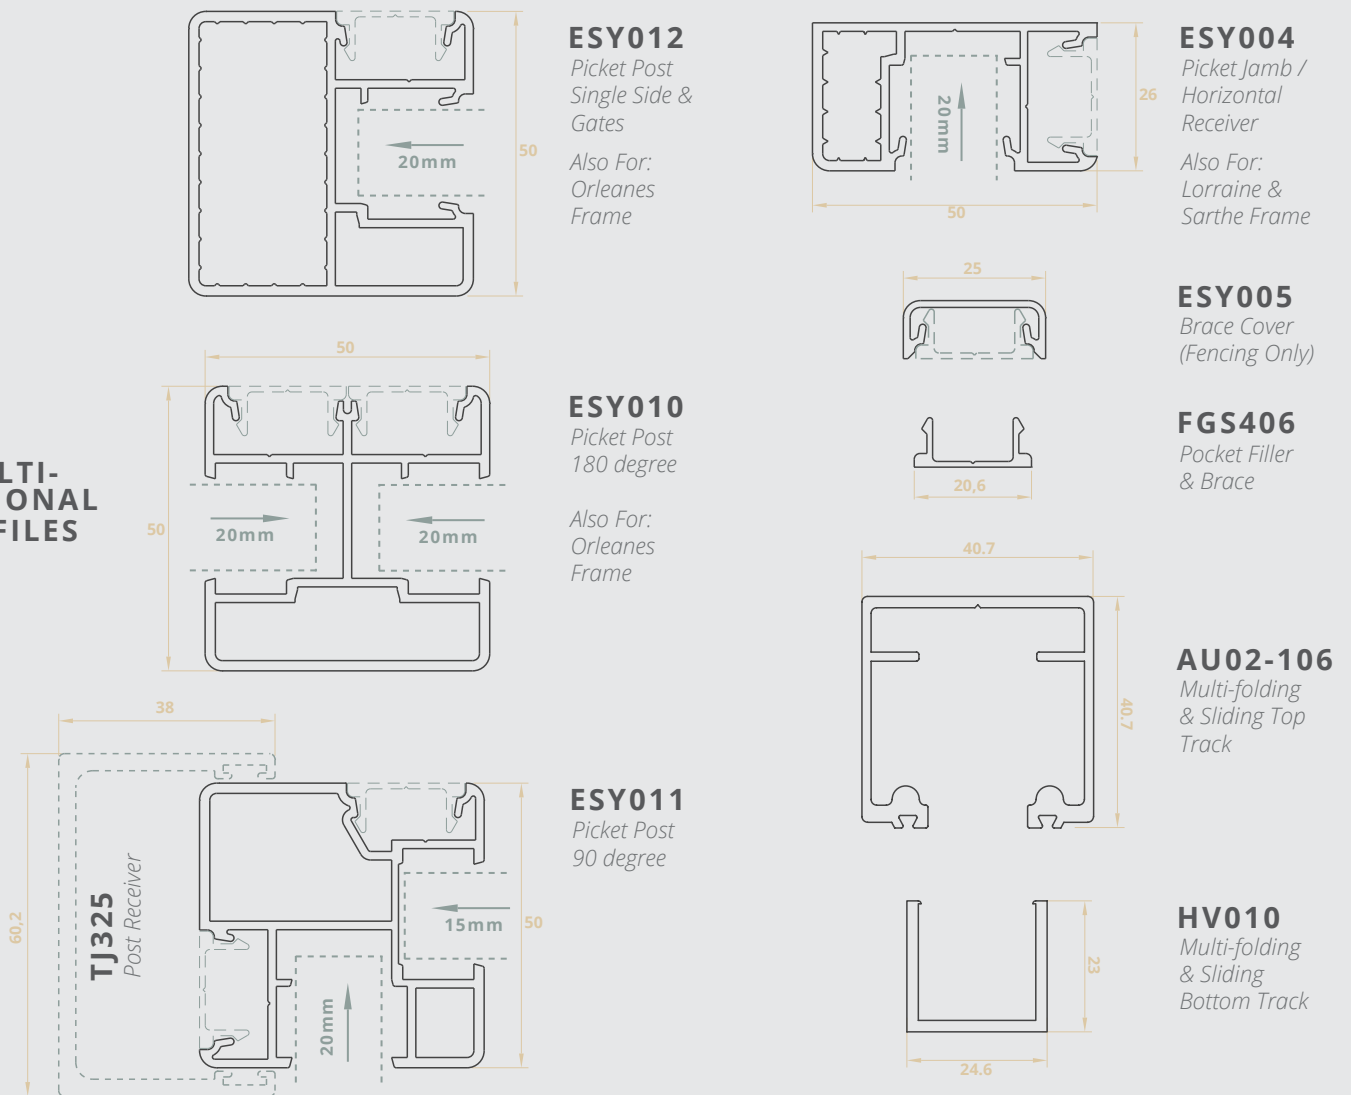 LTI-
ONAL
FILES
ESY012
Picket Post
Single Side &
Gates
Also For:
Orleanes
Frame
50
20mm
ESY010
Picket Post
180 degree
Also For:
Orleanes
Frame
50
50
20mm
20mm
ESY011
Picket Post
90 degree
38
60,2
TJ325
Post Receiver
15mm
20mm
50
ESY004
Picket Jamb /
Horizontal
Receiver
Also For:
Lorraine &
Sarthe Frame
20mm
26
50
ESY005
Brace Cover
(Fencing Only)
25
FGS406
Pocket Filler
& Brace
20,6
AU02-106
Multi-folding
& Sliding Top
Track
40.7
40.7
HV010
Multi-folding
& Sliding
Bottom Track
23
24.6